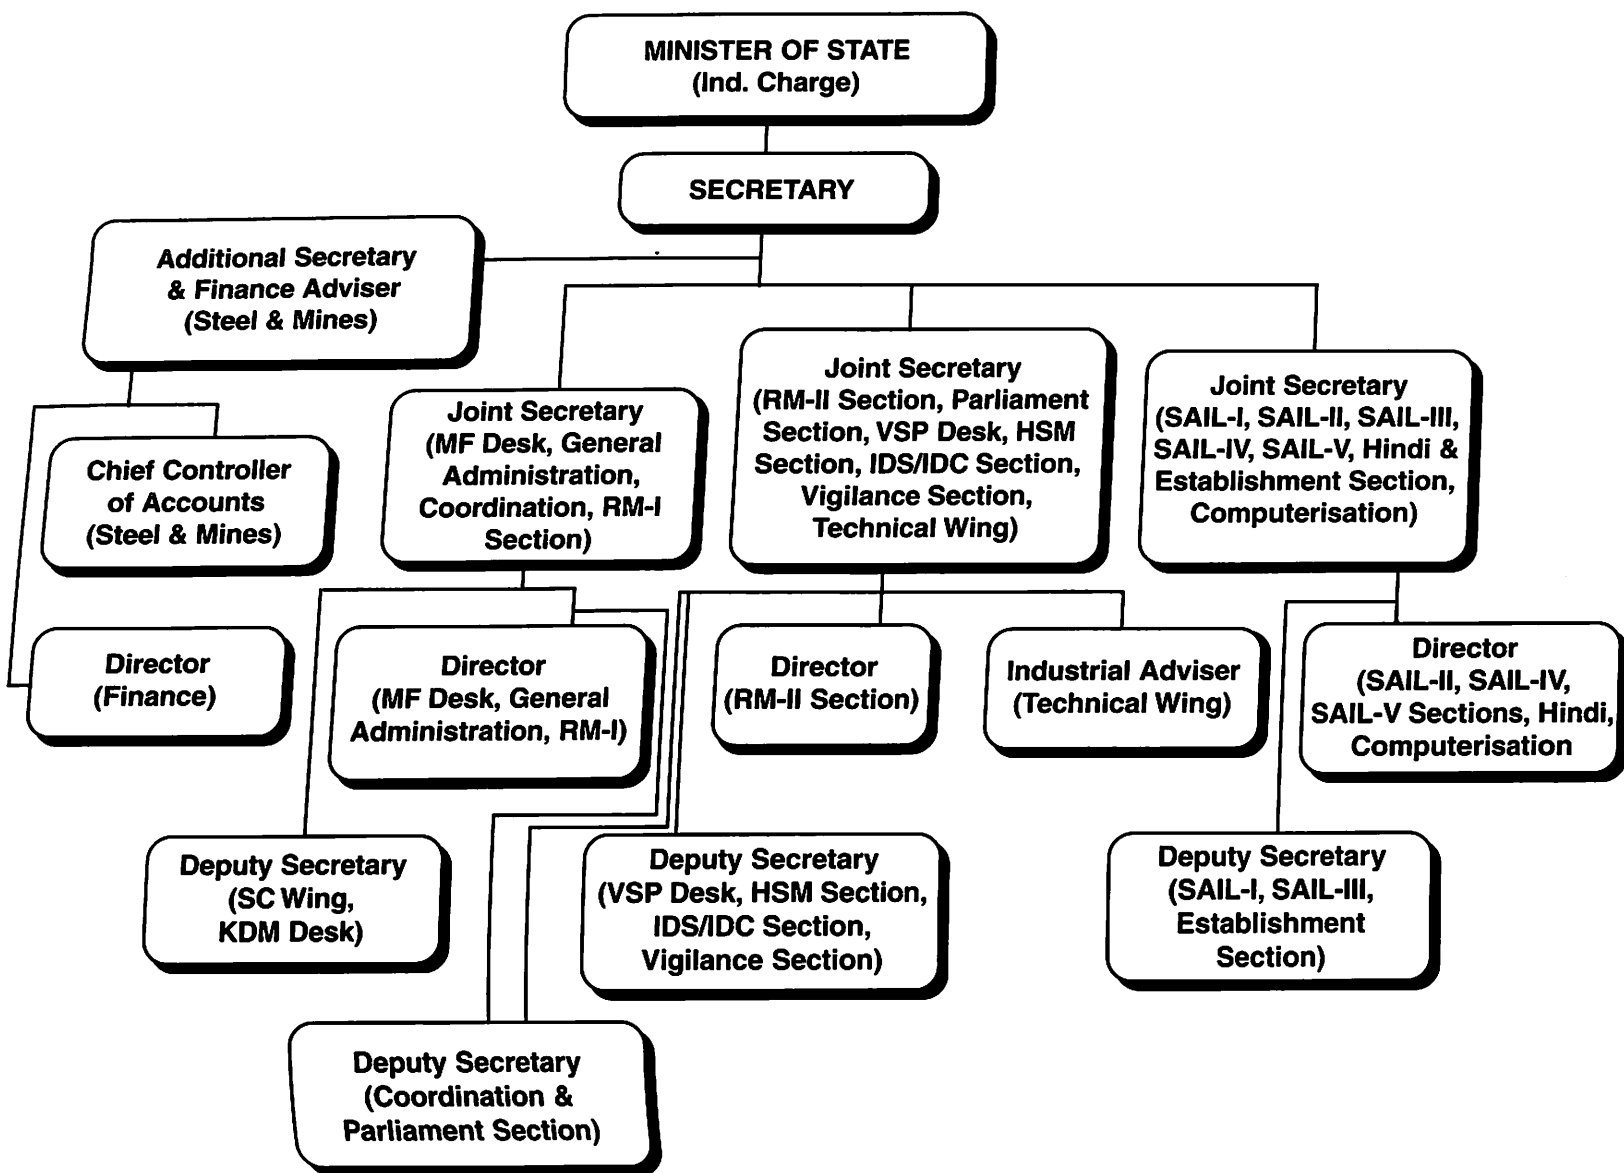 MINISTER OF STATE
(Ind. Charge)
SECRETARY
Additional Secretary
& Finance Adviser
(Steel & Mines)
Joint Secretary
(MF Desk, General
Administration,
Coordination, RM-I
Section)
Joint Secretary
(RM-II Section, Parliament
Section, VSP Desk, HSM
Section, IDS/IDC Section,
Vigilance Section,
Technical Wing)
Joint Secretary
(SAIL-I, SAIL-II, SAIL-III,
SAIL-IV, SAIL-V, Hindi &
Establishment Section,
Computerisation)
Chief Controller
of Accounts
(Steel & Mines)
Director
(Finance)
Director
(MF Desk, General
Administration, RM-I)
Director
(RM-II Section)
Industrial Adviser
(Technical Wing)
Director
(SAIL-II, SAIL-IV,
SAIL-V Sections, Hindi,
Computerisation
Deputy Secretary
(SC Wing,
KDM Desk)
Deputy Secretary
(VSP Desk, HSM Section,
IDS/IDC Section,
Vigilance Section)
Deputy Secretary
(SAIL-I, SAIL-III,
Establishment
Section)
Deputy Secretary
(Coordination &
Parliament Section)